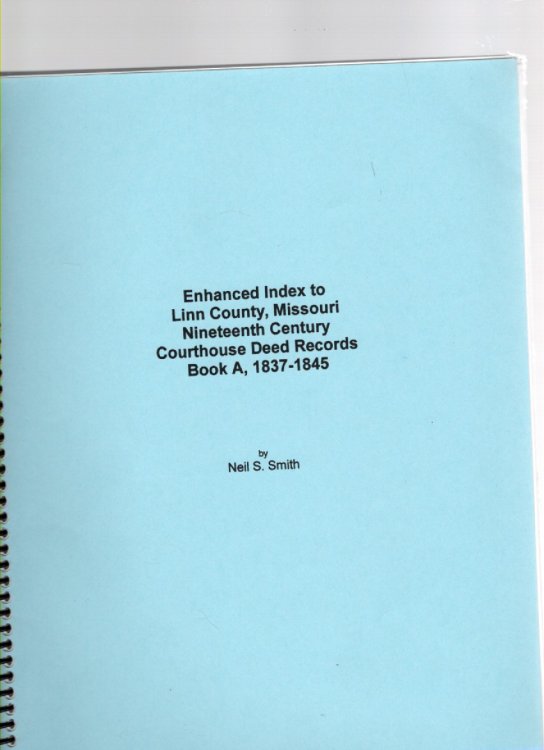 Enhanced Index to
Linn County, Missouri
Nineteenth Century
Courthouse Deed Records
Book A, 1837-1845
by
Neil S. Smith